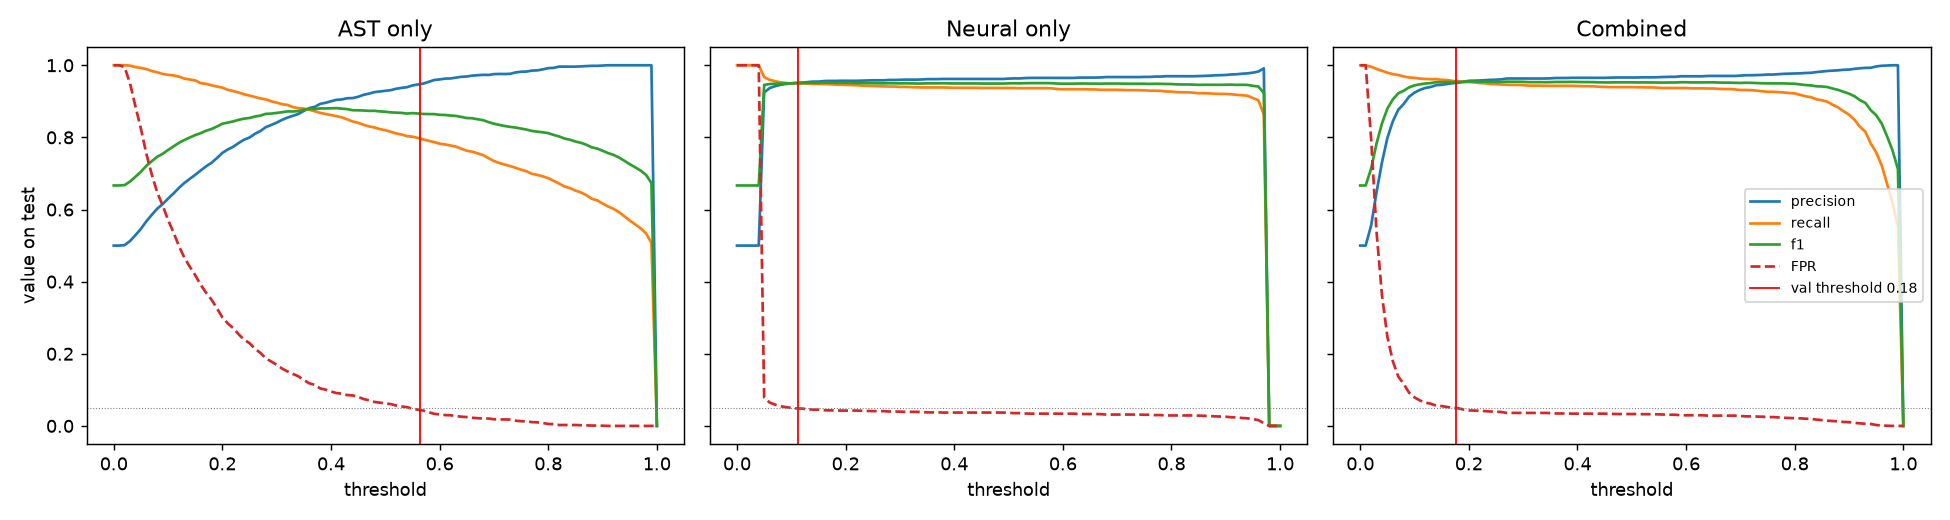 AST only
Neural only
Combined
value on test
1.0
0.8
0.6
0.4
0.2
0.0
0.0 0.2 0.4 0.6 0.8 1.0
threshold
0.0 0.2 0.4 0.6 0.8 1.0
threshold
0.0 0.2 0.4 0.6 0.8 1.0
threshold
precision
recall
f1
FPR
val threshold 0.18